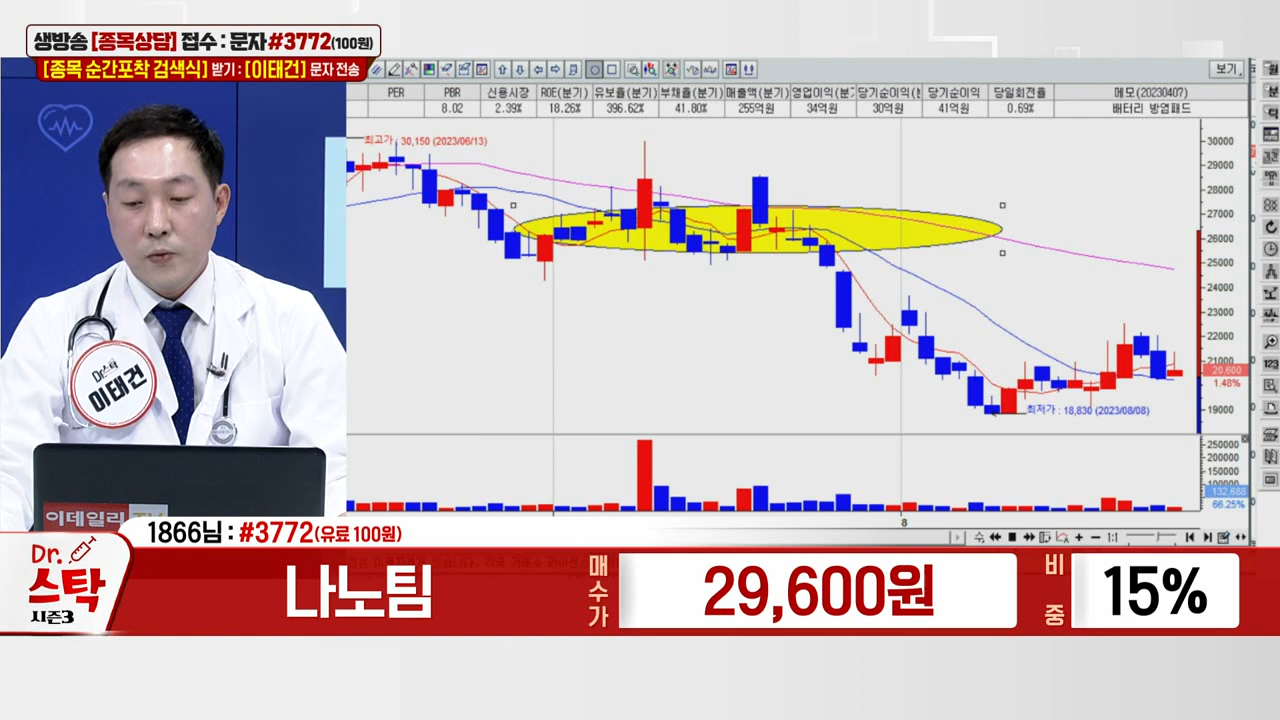 생방송 [종목상담] 접수 : 문자#3772(100원)
[종목 순간포착 검색식] 받기 : [이태건] 문자 전송
보기
PER PBR 신용시장 ROE(분기) 유보율(분기) 부채율(분기) 매출액(분기) 영업이익(분기 당기순이익(분 당기순이익 당일회전율 메모(20230407)
8.02 2.39% 18.26% 396.62% 41.80% 255억원 34억원 30억원 41억원 0.69% 배터리 방열패드
최고가 : 30,150 (2023/06/13)
30000
29000
28000
27000
26000
25000
24000
23000
22000
21000
20,600
1.48%
19000
최저가 : 18,830 (2023/08/08)
250000
200000
150000
132,688
66.25%
8
1:1
123
Dr.스탁
이태건
이데일리 TV
1866님 : #3772(유료 100원)
Dr.
스탁
시즌3
나노팀
매수가
29,600원
비중
15%